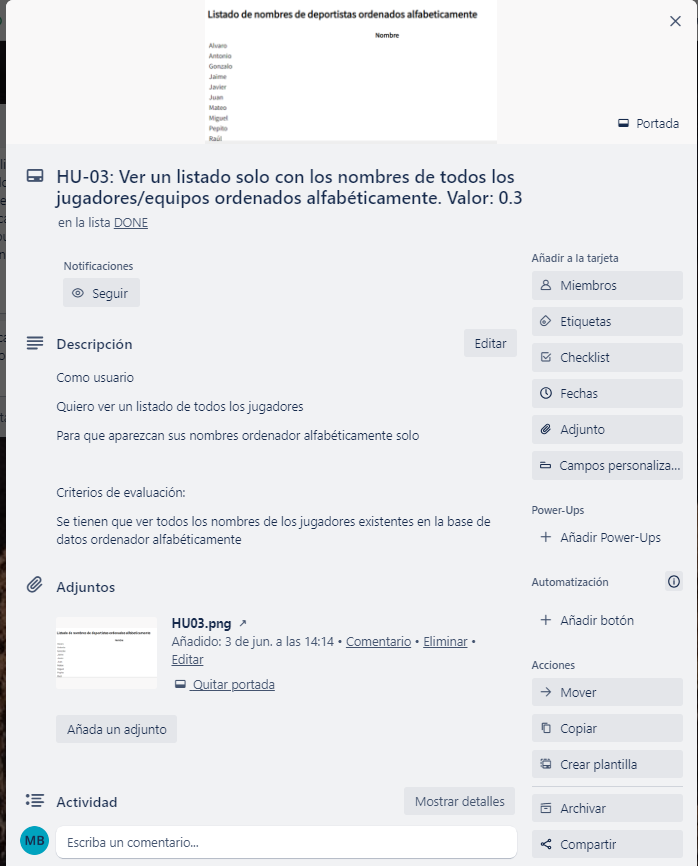 Listado de nombres de deportistas ordenados alfabeticamente
Nombre
Alvaro
Antonio
Gonzalo
Jaime
Javier
Juan
Mateo
Miguel
Pepito
Raúl
Portada
HU-03: Ver un listado solo con los nombres de todos los
jugadores/equipos ordenados alfabéticamente. Valor: 0.3
en la lista DONE
Notificaciones
Seguir
Descripción
Editar
Como usuario
Quiero ver un listado de todos los jugadores
Para que aparezcan sus nombres ordenador alfabéticamente solo
Criterios de evaluación:
Se tienen que ver todos los nombres de los jugadores existentes en la base de
datos ordenador alfabéticamente
Adjuntos
Listado de nombres de deportistas ordenados alfabeticamente
HU03.png ↗
Añadido: 3 de jun. a las 14:14 • Comentario • Eliminar •
Editar
Quitar portada
Añada un adjunto
Actividad
Mostrar detalles
MB
Escriba un comentario...
Añadir a la tarjeta
Miembros
Etiquetas
Checklist
Fechas
Adjunto
Campos personaliza...
Power-Ups
+ Añadir Power-Ups
Automatización
+ Añadir botón
Acciones
Mover
Copiar
Crear plantilla
Archivar
Compartir